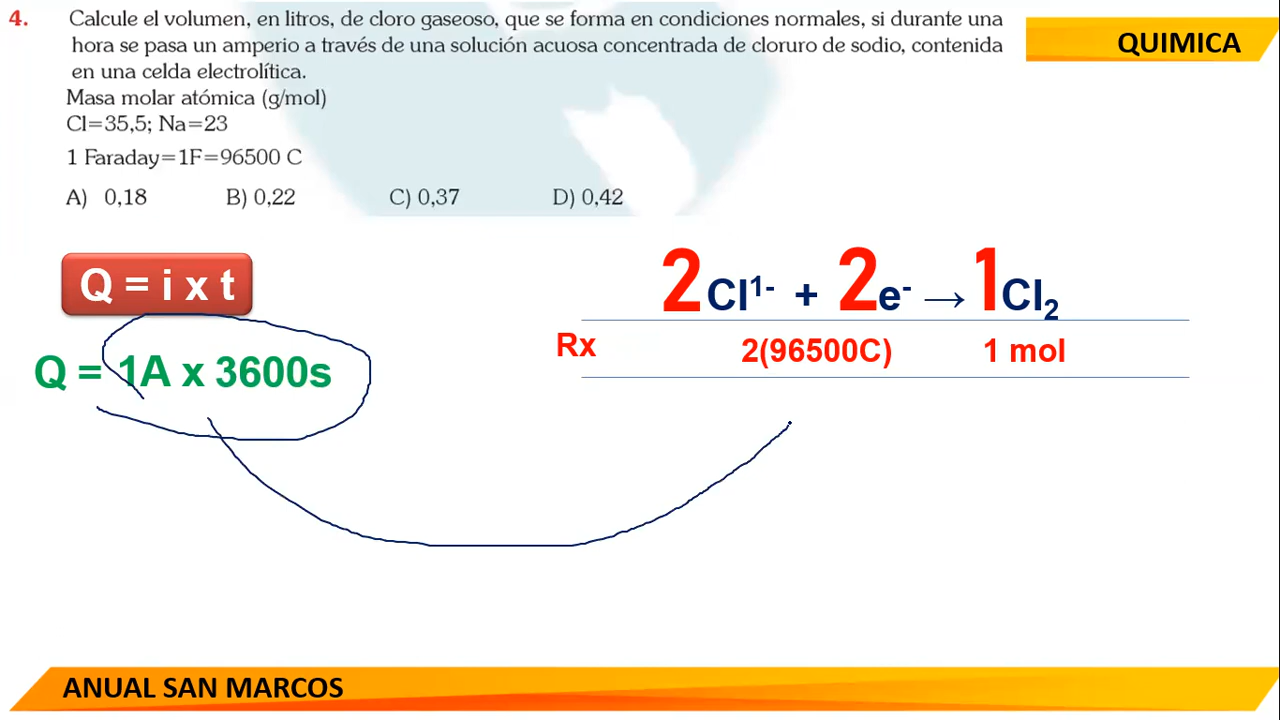 4. Calcule el volumen, en litros, de cloro gaseoso, que se forma en condiciones normales, si durante una
hora se pasa un amperio a través de una solución acuosa concentrada de cloruro de sodio, contenida
en una celda electrolítica.
Masa molar atómica (g/mol)
Cl=35,5; Na=23
1 Faraday=1F=96500 C
A) 0,18 B) 0,22 C) 0,37 D) 0,42
QUIMICA
Q = i x t
Q = 1A x 3600s
2Cl¹⁻ + 2e⁻ → 1Cl₂
Rx 2(96500C) 1 mol
ANUAL SAN MARCOS